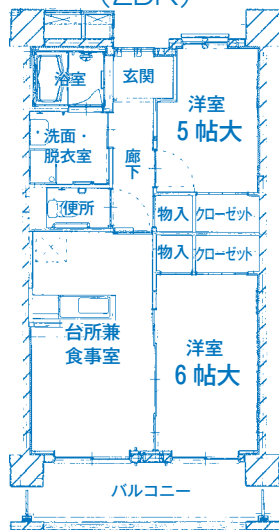 (2DK)
浴室
玄関
洋室
5帖大
洗面・
脱衣室
廊下
便所
物入
クローゼット
物入
クローゼット
台所兼
食事室
洋室
6帖大
バルコニー